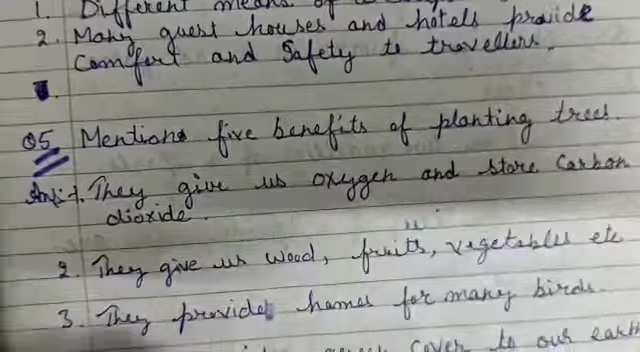 1. Different means of
2. Many guest houses and hotels provide
Comfort and Safety to travellers.
Q5 Mention five benefits of planting trees.
Ans:1. They give us oxygen and store Carbon
dioxide.
2. They give us wood, fruits, vegetables etc
3. They provide homes for many birds.
cover to our earth